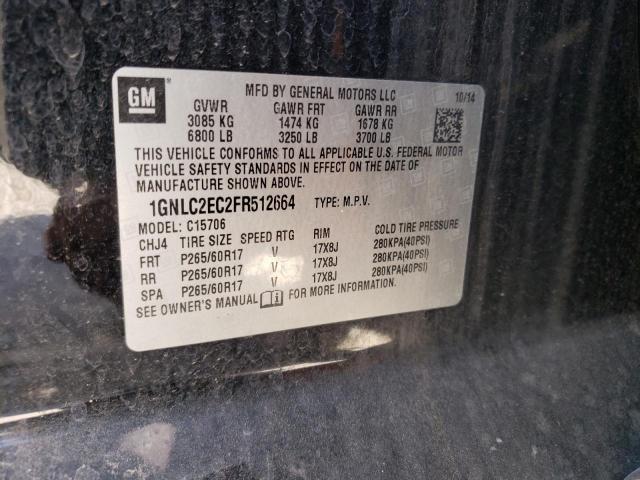 GM
MFD BY GENERAL MOTORS LLC
10/14
GVWR GAWR FRT GAWR RR
3085 KG 1474 KG 1678 KG
6800 LB 3250 LB 3700 LB
THIS VEHICLE CONFORMS TO ALL APPLICABLE U.S. FEDERAL MOTOR
VEHICLE SAFETY STANDARDS IN EFFECT ON THE DATE OF
MANUFACTURE SHOWN ABOVE.
1GNLC2EC2FR512664 TYPE: M.P.V.
MODEL: C15706
CHJ4 TIRE SIZE SPEED RTG RIM COLD TIRE PRESSURE
FRT P265/60R17 V 17X8J 280KPA(40PSI)
RR P265/60R17 V 17X8J 280KPA(40PSI)
SPA P265/60R17 V 17X8J 280KPA(40PSI)
SEE OWNER'S MANUAL FOR MORE INFORMATION.